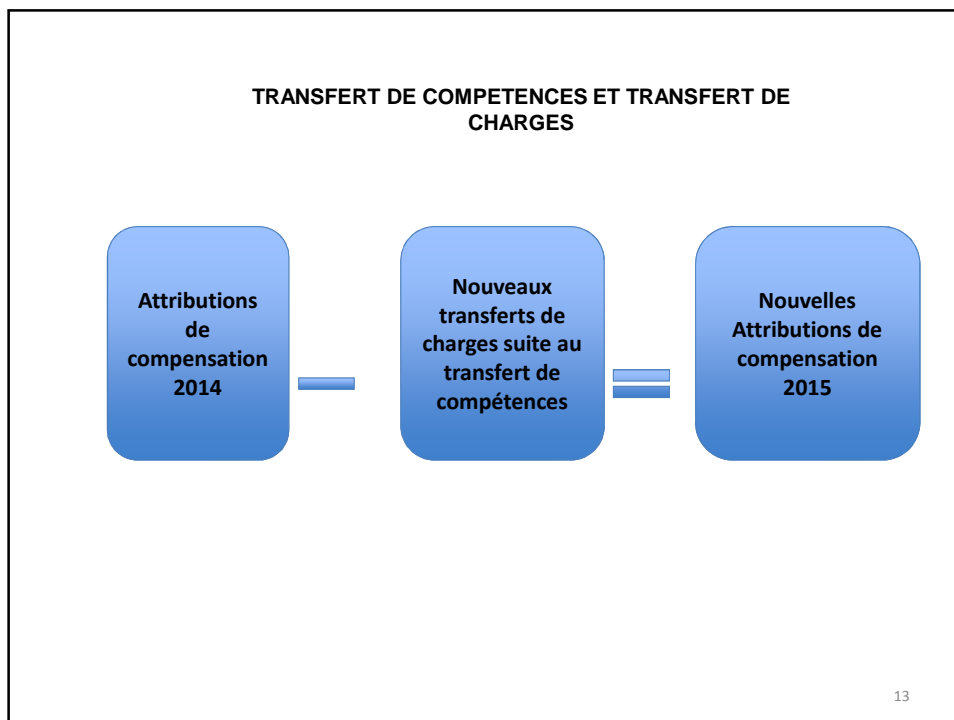 TRANSFERT DE COMPETENCES ET TRANSFERT DE
CHARGES
Attributions
de
compensation
2014
Nouveaux
transferts de
charges suite au
transfert de
compétences
Nouvelles
Attributions de
compensation
2015
13